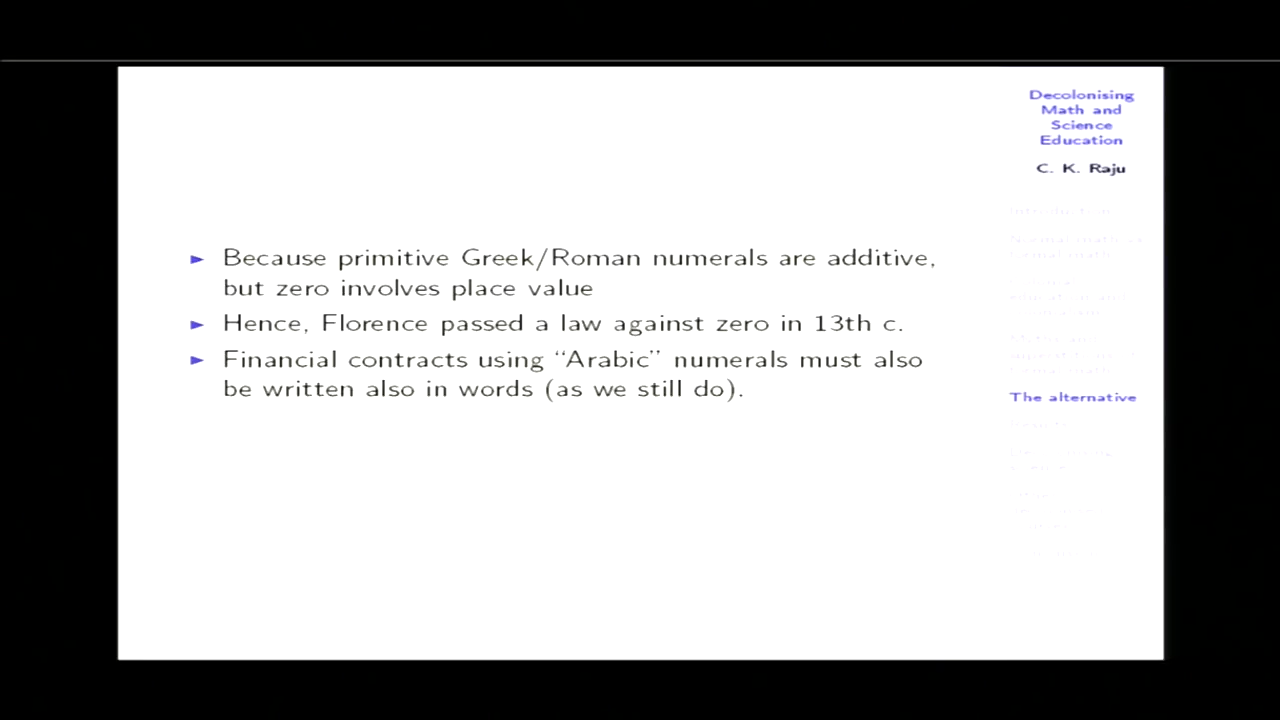 Because primitive Greek/Roman numerals are additive,
but zero involves place value
Hence, Florence passed a law against zero in 13th c.
Financial contracts using “Arabic” numerals must also
be written also in words (as we still do).
Decolonising
Math and
Science
Education
C. K. Raju
Introduction
The alternative